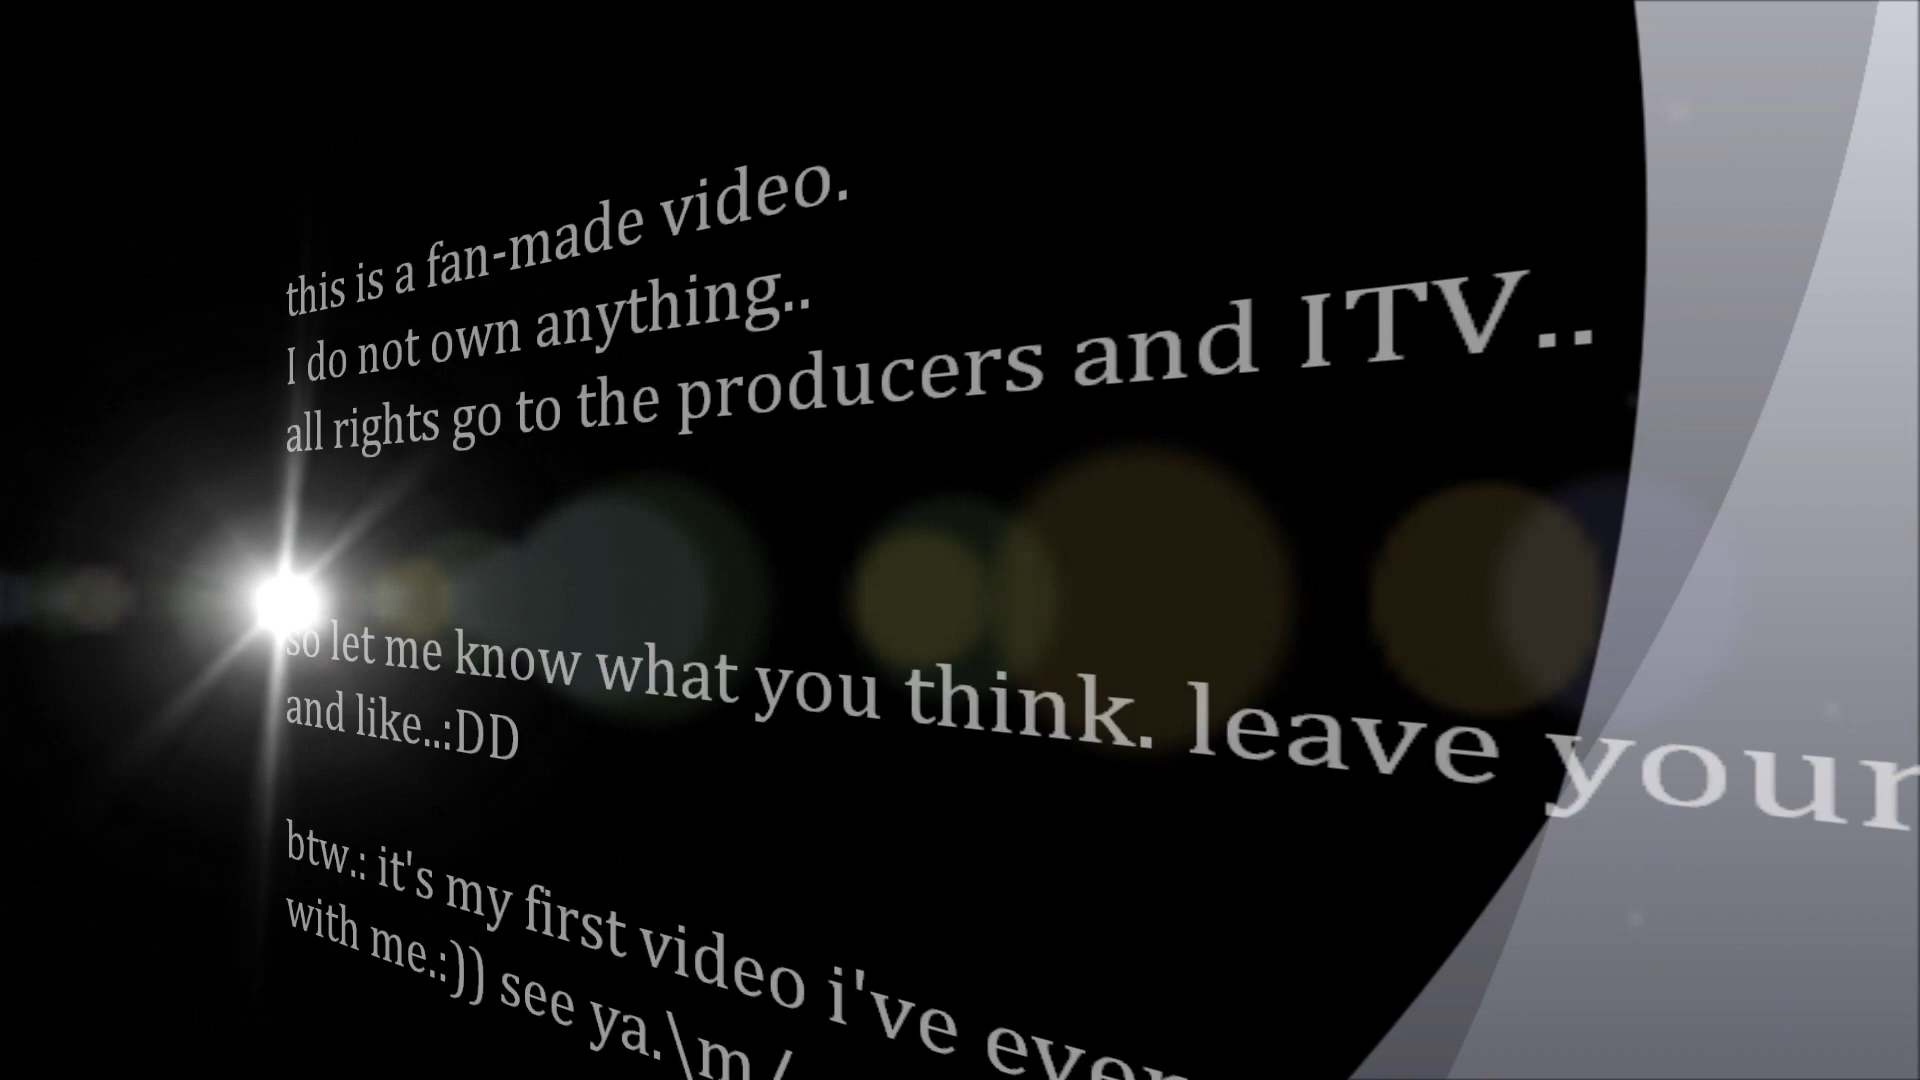 this is a fan-made video.
I do not own anything..
all rights go to the producers and ITV..
so let me know what you think. leave your
and like..:DD
btw.: it's my first video i've ever
with me.:)) see ya.\m/